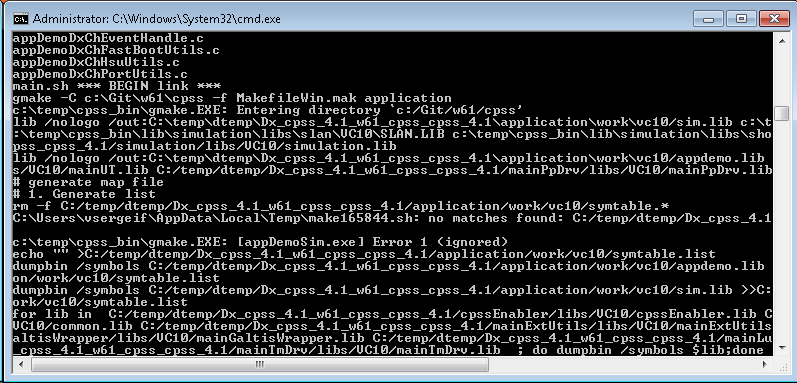 Administrator: C:\Windows\System32\cmd.exe
appDemoDxChEventHandle.c
appDemoDxChFastBootUtils.c
appDemoDxChHsuUtils.c
appDemoDxChPortUtils.c
main.sh *** BEGIN link ***
gmake -C c:\Git\w61\cpss -f MakefileWin.mak application
c:\temp\cpss_bin\gmake.EXE: Entering directory `c:/Git/w61/cpss'
lib /nologo /out:C:\temp\dtemp\Dx_cpss_4.1_w61_cpss_cpss_4.1\application\work\vc10/sim.lib c:\t
:\temp\cpss_bin\lib\simulation\libs\slan\VC10\SLAN.LIB c:\temp\cpss_bin\lib\simulation\libs\sho
pss_cpss_4.1/simulation/libs/VC10/simulation.lib
lib /nologo /out:C:\temp\dtemp\Dx_cpss_4.1_w61_cpss_cpss_4.1\application\work\vc10/appdemo.lib
s/VC10/mainUT.lib C:/temp/dtemp/Dx_cpss_4.1_w61_cpss_cpss_4.1/mainPpDrv/libs/VC10/mainPpDrv.lib
# generate map file
# 1. Generate list
rm -f C:/temp/dtemp/Dx_cpss_4.1_w61_cpss_cpss_4.1/application/work/vc10/symtable.*
C:\Users\vsergeif\AppData\Local\Temp\make165844.sh: no matches found: C:/temp/dtemp/Dx_cpss_4.1
c:\temp\cpss_bin\gmake.EXE: [appDemoSim.exe] Error 1 (ignored)
echo "" >C:/temp/dtemp/Dx_cpss_4.1_w61_cpss_cpss_4.1/application/work/vc10/symtable.list
dumpbin /symbols C:/temp/dtemp/Dx_cpss_4.1_w61_cpss_cpss_4.1/application/work/vc10/appdemo.lib
on/work/vc10/symtable.list
dumpbin /symbols C:/temp/dtemp/Dx_cpss_4.1_w61_cpss_cpss_4.1/application/work/vc10/sim.lib >>C:
ork/vc10/symtable.list
for lib in  C:/temp/dtemp/Dx_cpss_4.1_w61_cpss_cpss_4.1/cpssEnabler/libs/VC10/cpssEnabler.lib C
VC10/common.lib C:/temp/dtemp/Dx_cpss_4.1_w61_cpss_cpss_4.1/mainExtUtils/libs/VC10/mainExtUtils
altisWrapper/libs/VC10/mainGaltisWrapper.lib C:/temp/dtemp/Dx_cpss_4.1_w61_cpss_cpss_4.1/mainLu
_cpss_4.1_w61_cpss_cpss_4.1/mainTmDrv/libs/VC10/mainTmDrv.lib  ; do dumpbin /symbols $lib;done